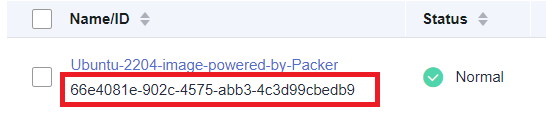 Name/ID
Status
Ubuntu-2204-image-powered-by-Packer
66e4081e-902c-4575-abb3-4c3d99cbedb9
Normal